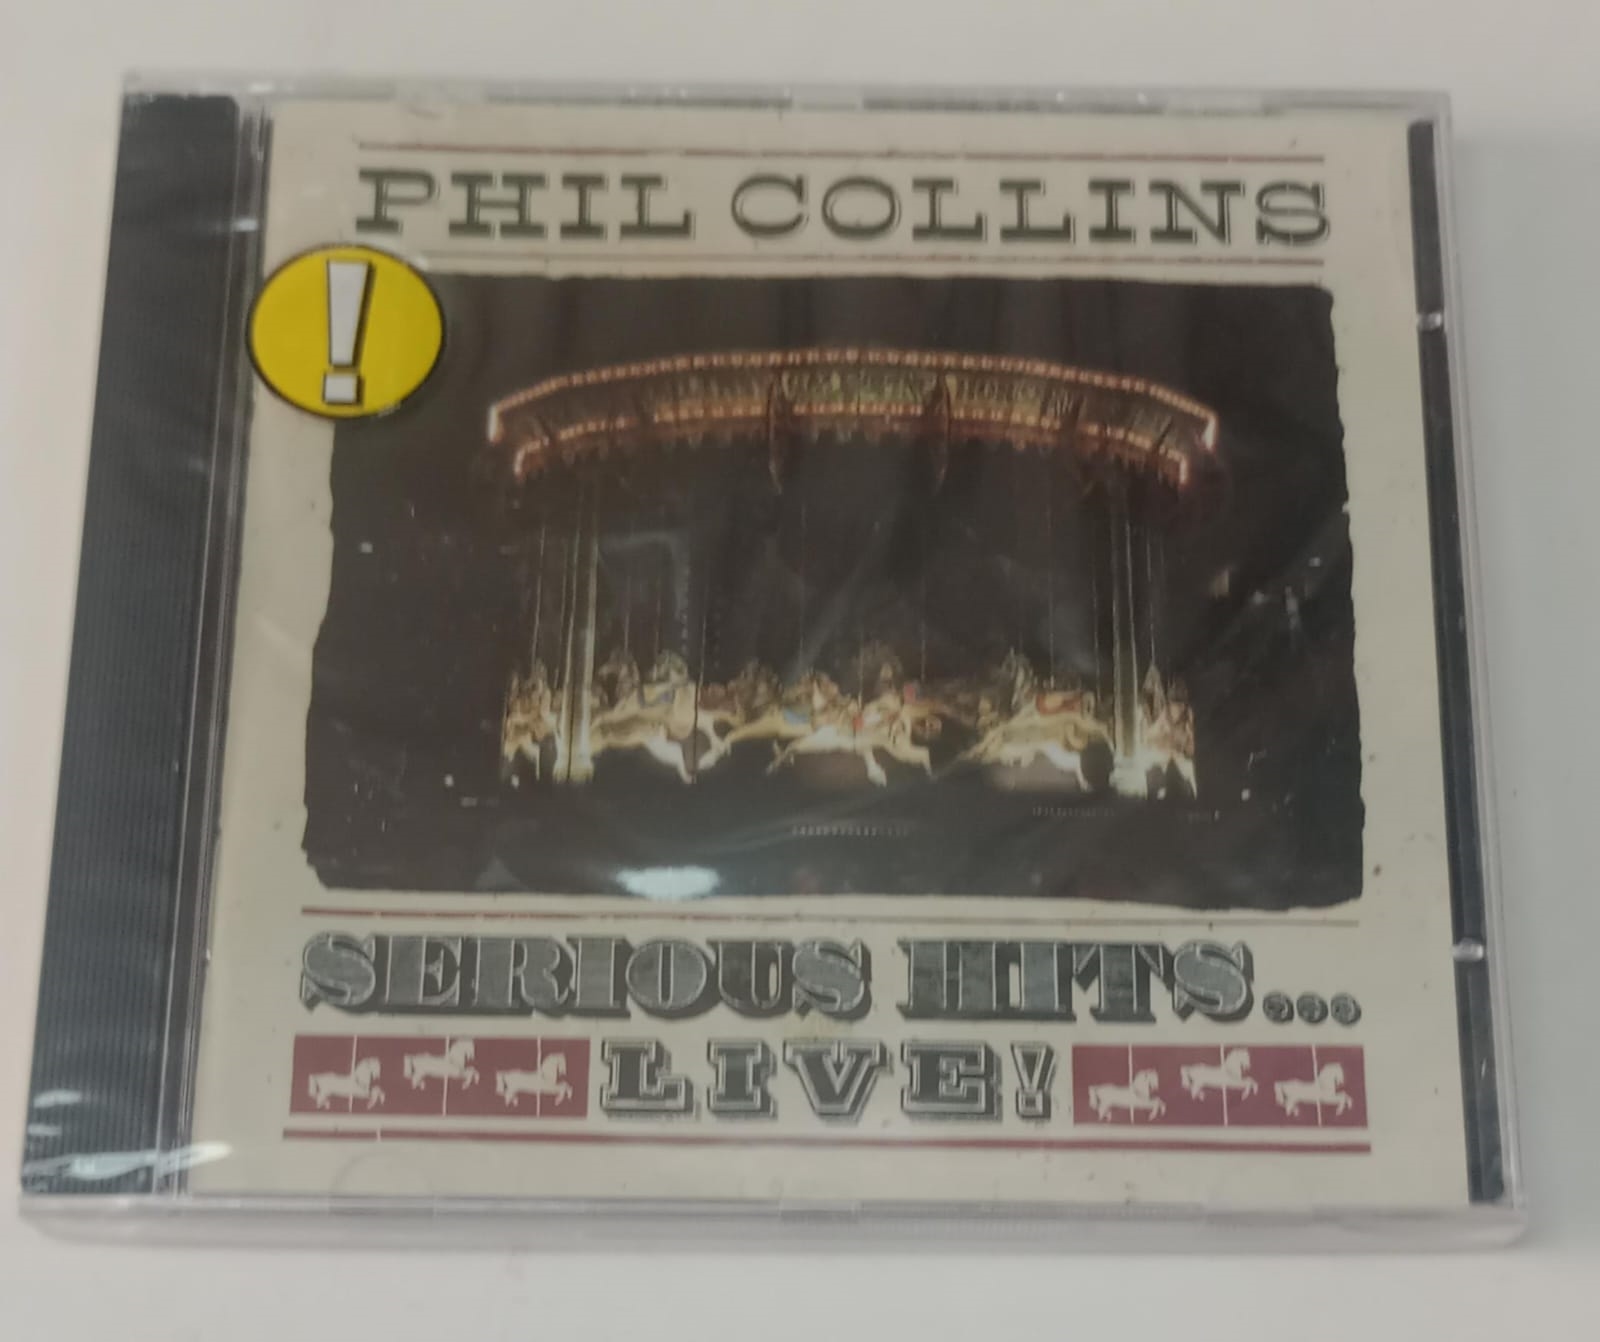 PHIL COLLINS
!
SERIOUS HITS...
LIVE!